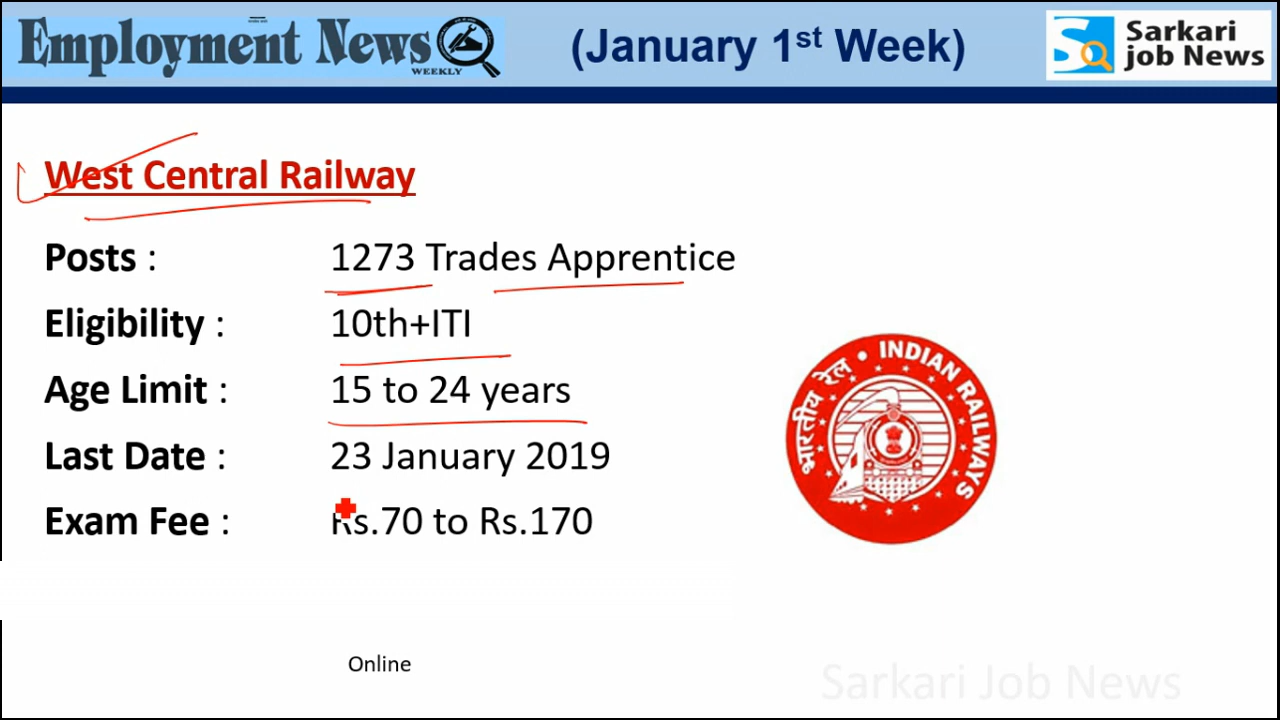 Employment News
WEEKLY
(January 1st Week)
Sarkari
Job News
West Central Railway
Posts : 1273 Trades Apprentice
Eligibility : 10th+ITI
Age Limit : 15 to 24 years
Last Date : 23 January 2019
Exam Fee : Rs.70 to Rs.170
भारतीय रेल • INDIAN RAILWAYS
Online
Sarkari Job News